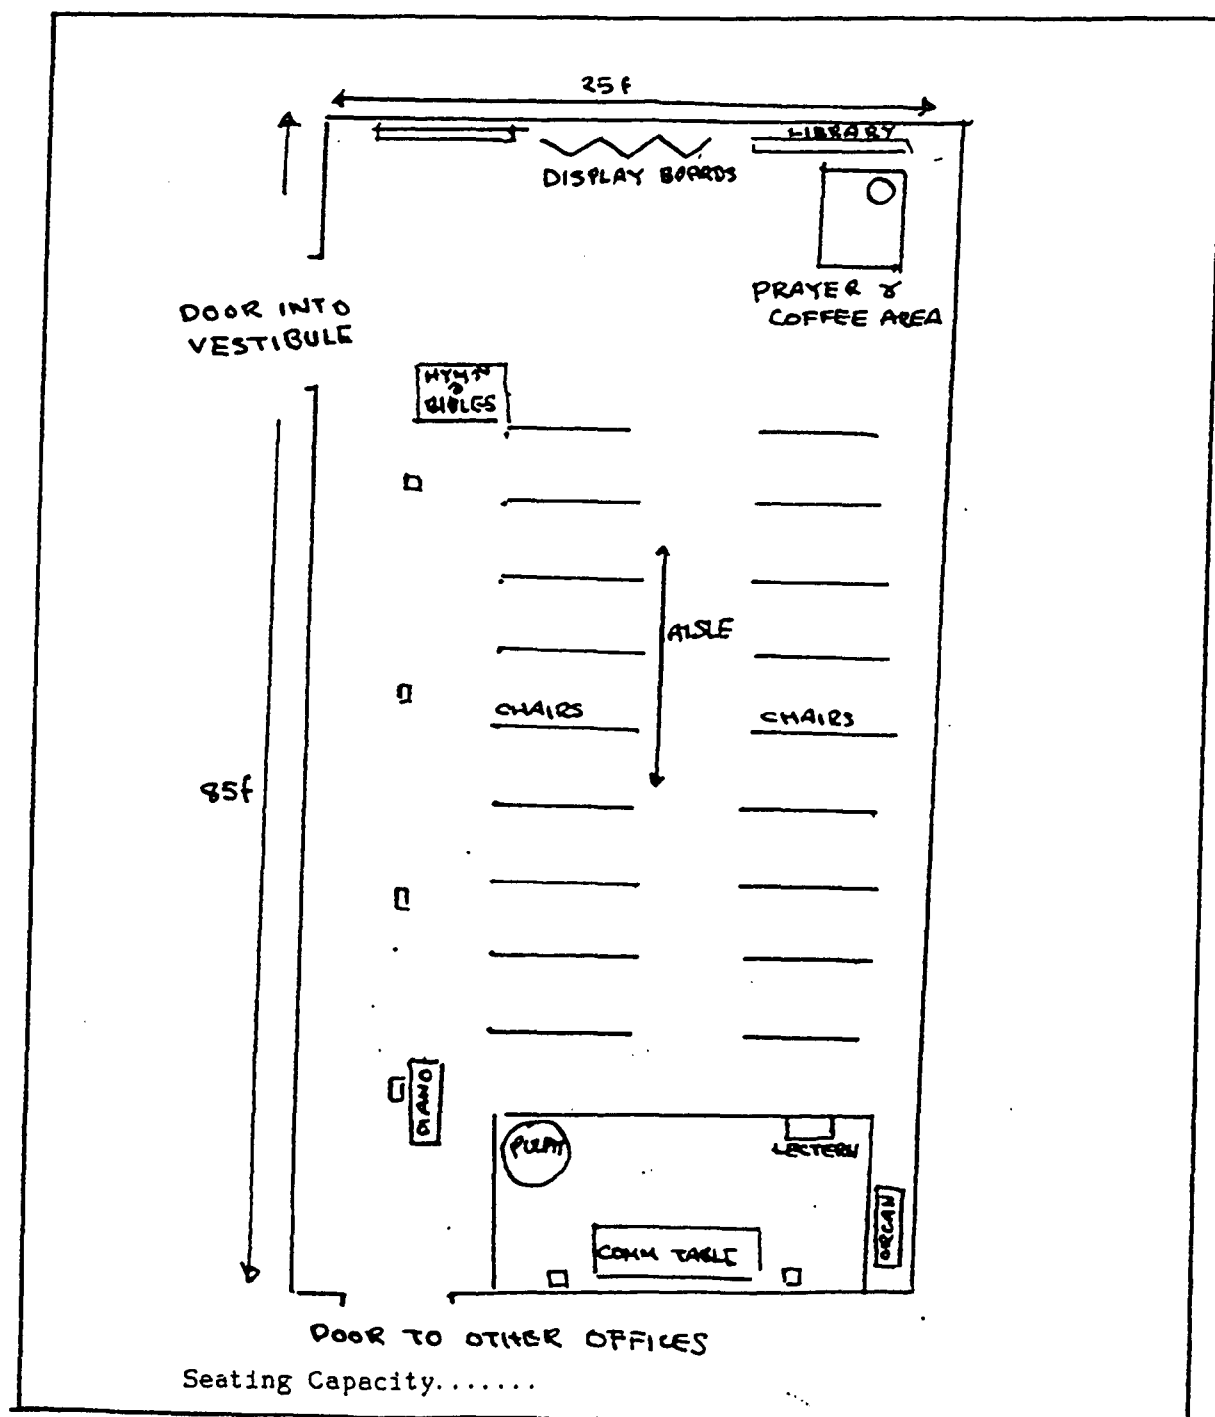 25f
LIBRARY
DISPLAY BOARDS
PRAYER &
COFFEE AREA
DOOR INTO
VESTIBULE
HYMN
&
BIBLES
AISLE
CHAIRS
CHAIRS
85f
PIANO
PULPIT
LECTERN
ORGAN
COMM TABLE
DOOR TO OTHER OFFICES
Seating Capacity.......